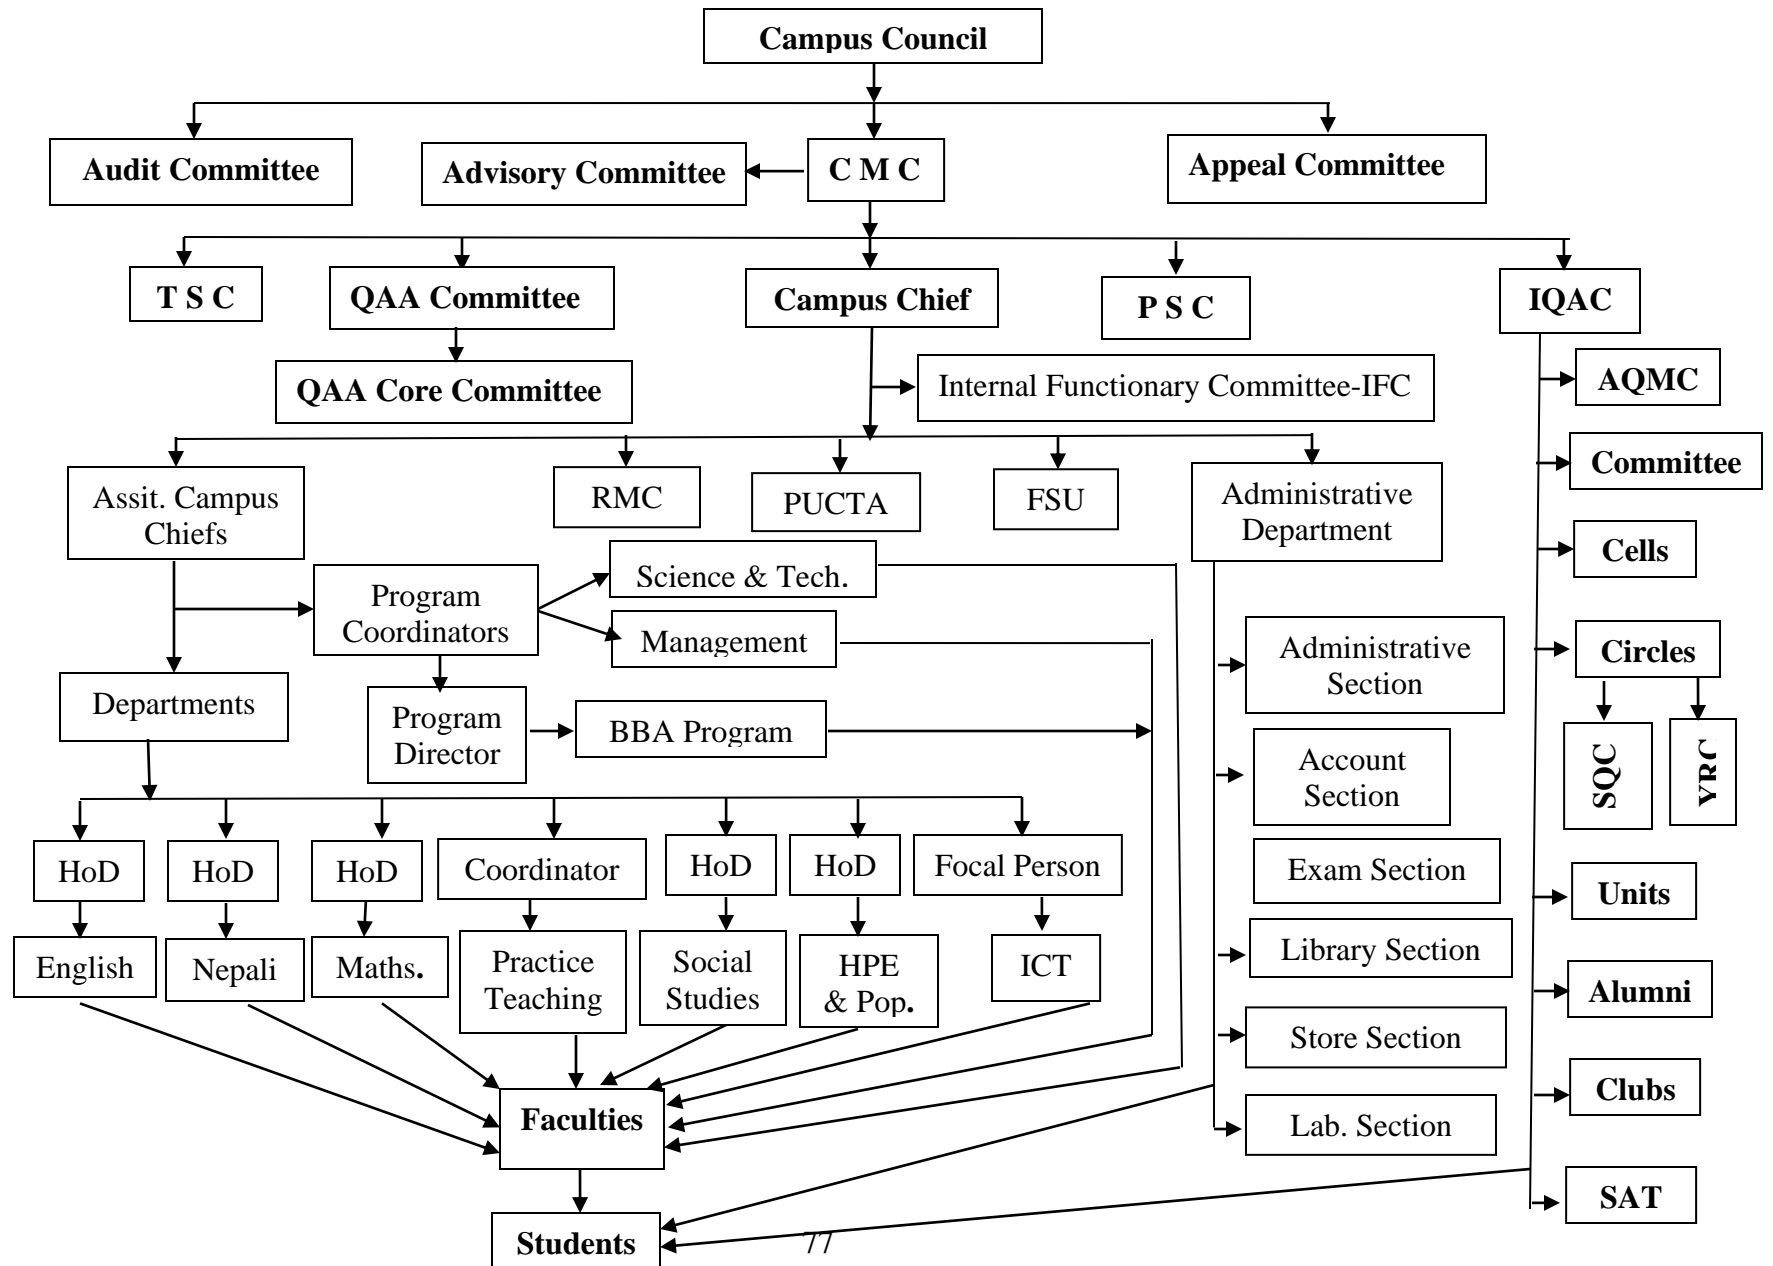 Campus Council
Audit Committee
Advisory Committee
C M C
Appeal Committee
T S C
QAA Committee
Campus Chief
P S C
IQAC
QAA Core Committee
Internal Functionary Committee-IFC
AQMC
Committee
Assit. Campus
Chiefs
RMC
PUCTA
FSU
Administrative
Department
Cells
Program
Coordinators
Science & Tech.
Management
Administrative
Section
Circles
Departments
Program
Director
BBA Program
Account
Section
SQC
YRC
HoD
HoD
HoD
Coordinator
HoD
HoD
Focal Person
Exam Section
Units
English
Nepali
Maths.
Practice
Teaching
Social
Studies
HPE
& Pop.
ICT
Library Section
Alumni
Store Section
Clubs
Faculties
Lab. Section
SAT
Students
77